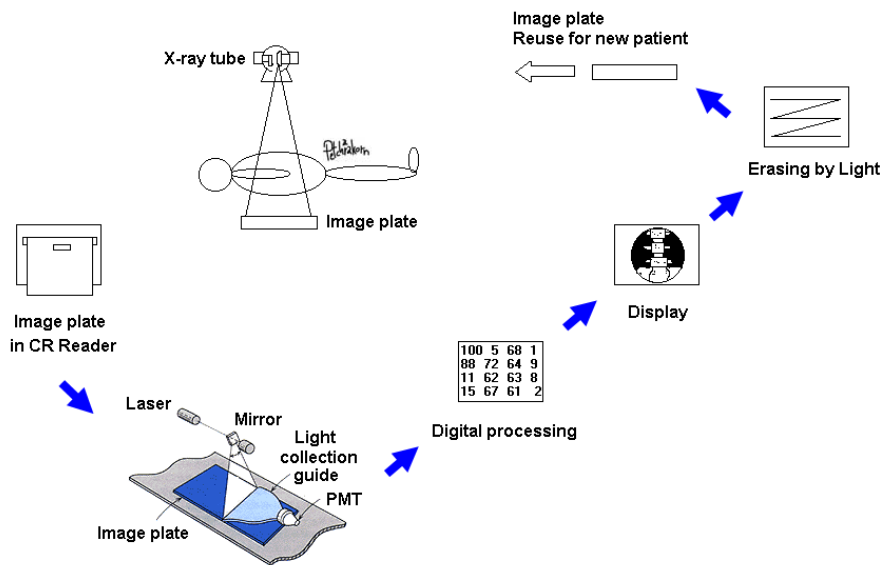 Image plate
Reuse for new patient
X-ray tube
Erasing by Light
Image plate
Image plate
in CR Reader
Display
100 5 68 1
88 72 64 9
11 62 63 8
15 67 61 2
Digital processing
Laser
Mirror
Light
collection
guide
PMT
Image plate